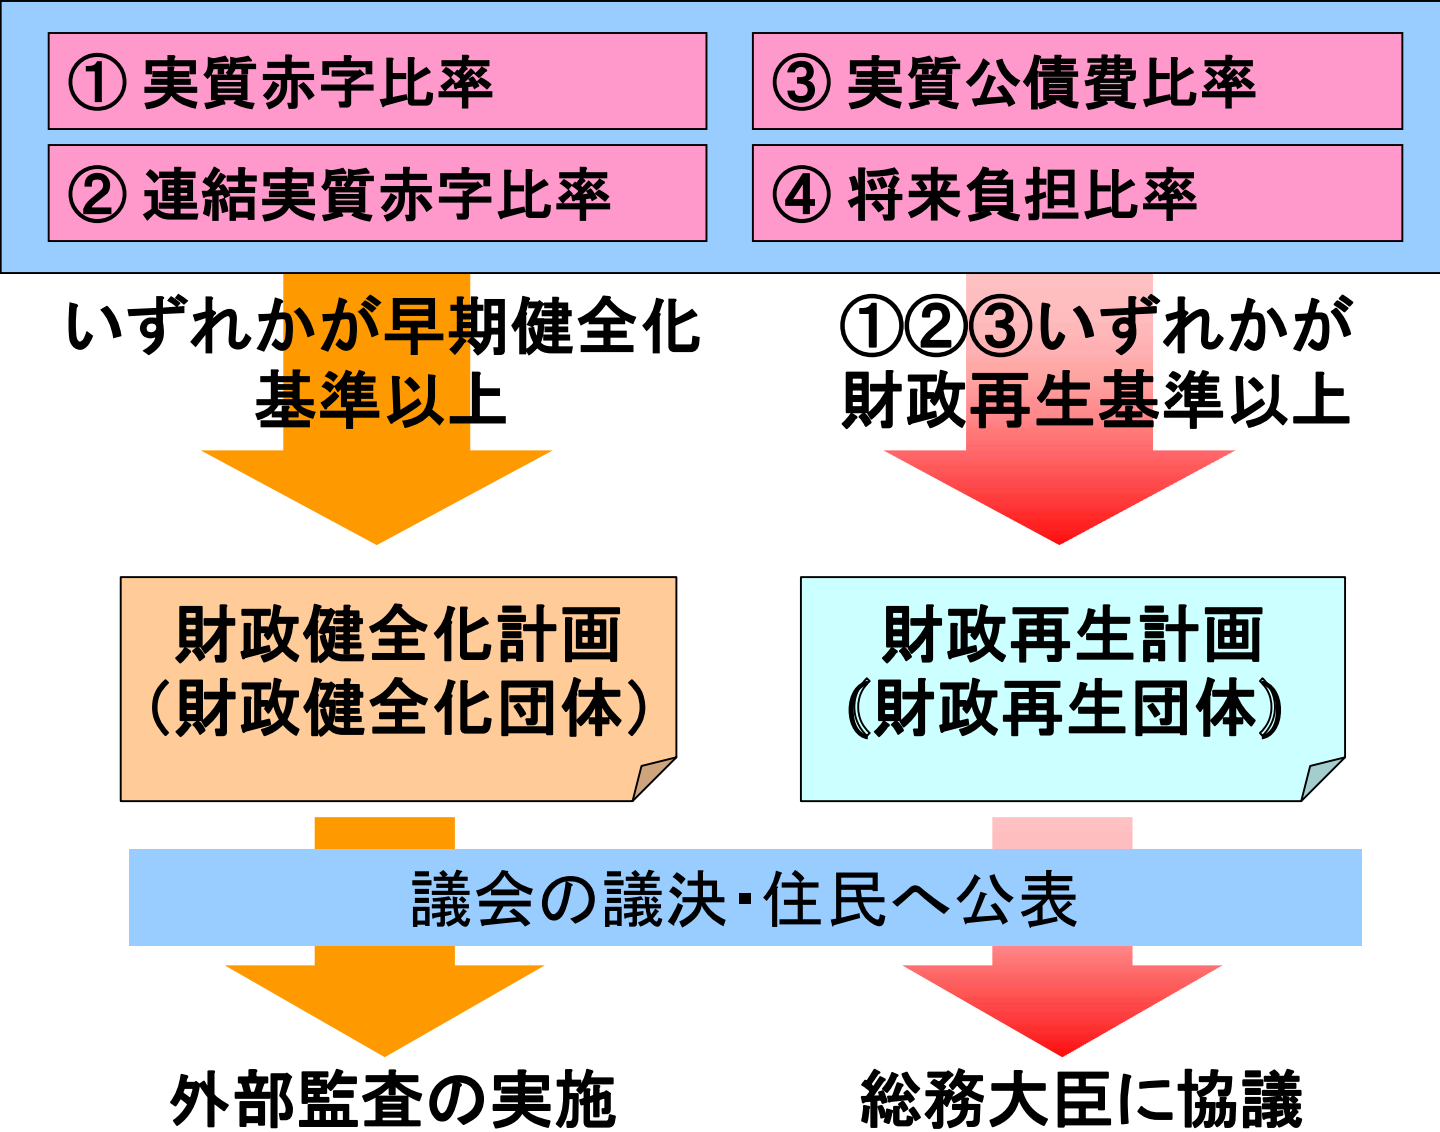 ① 実質赤字比率
② 連結実質赤字比率
③ 実質公債費比率
④ 将来負担比率
いずれかが早期健全化
基準以上
①②③いずれかが
財政再生基準以上
財政健全化計画
（財政健全化団体）
財政再生計画
（財政再生団体）
議会の議決・住民へ公表
外部監査の実施
総務大臣に協議